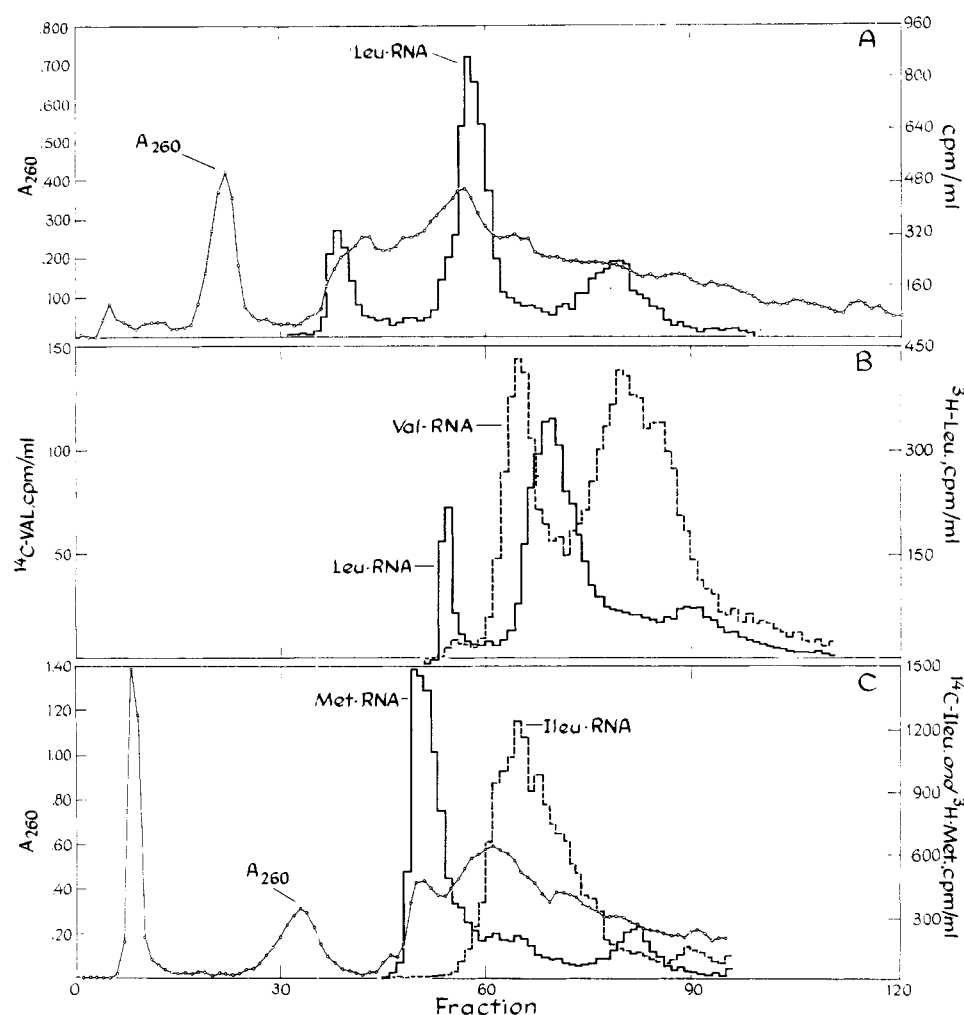 A
.800
.700
.600
.500
.400
.300
.200
.100
A260
A260
Leu·RNA
960
800
640
480
320
160
cpm/ml
B
150
100
50
14C-VAL, cpm/ml
Val-RNA
Leu·RNA
450
300
150
3H-Leu, cpm/ml
C
1.40
1.20
1.00
.80
.60
.40
.20
A260
A260
Met·RNA
Ileu·RNA
1500
1200
900
600
300
14C-Ileu, and 3H·Met, cpm/ml
0
30
60
90
120
Fraction